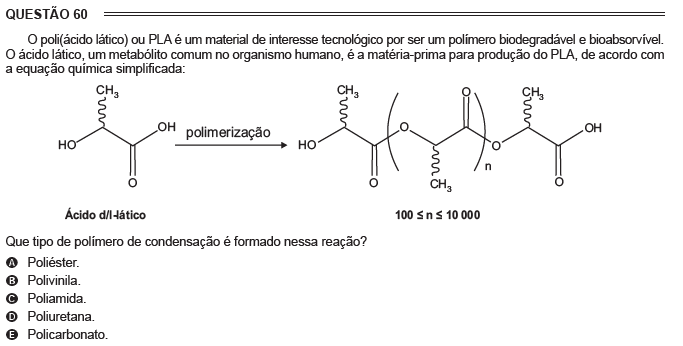 QUESTÃO 60
O poli(ácido lático) ou PLA é um material de interesse tecnológico por ser um polímero biodegradável e bioabsorvível.
O ácido lático, um metabólito comum no organismo humano, é a matéria-prima para produção do PLA, de acordo com
a equação química simplificada:
CH3
HO
OH
O
polimerização
CH3
HO
O
O
CH3
O
n
O
CH3
O
OH
Ácido d/l-lático
100 ≤ n ≤ 10 000
Que tipo de polímero de condensação é formado nessa reação?
A Poliéster.
B Polivinila.
C Poliamida.
D Poliuretana.
E Policarbonato.